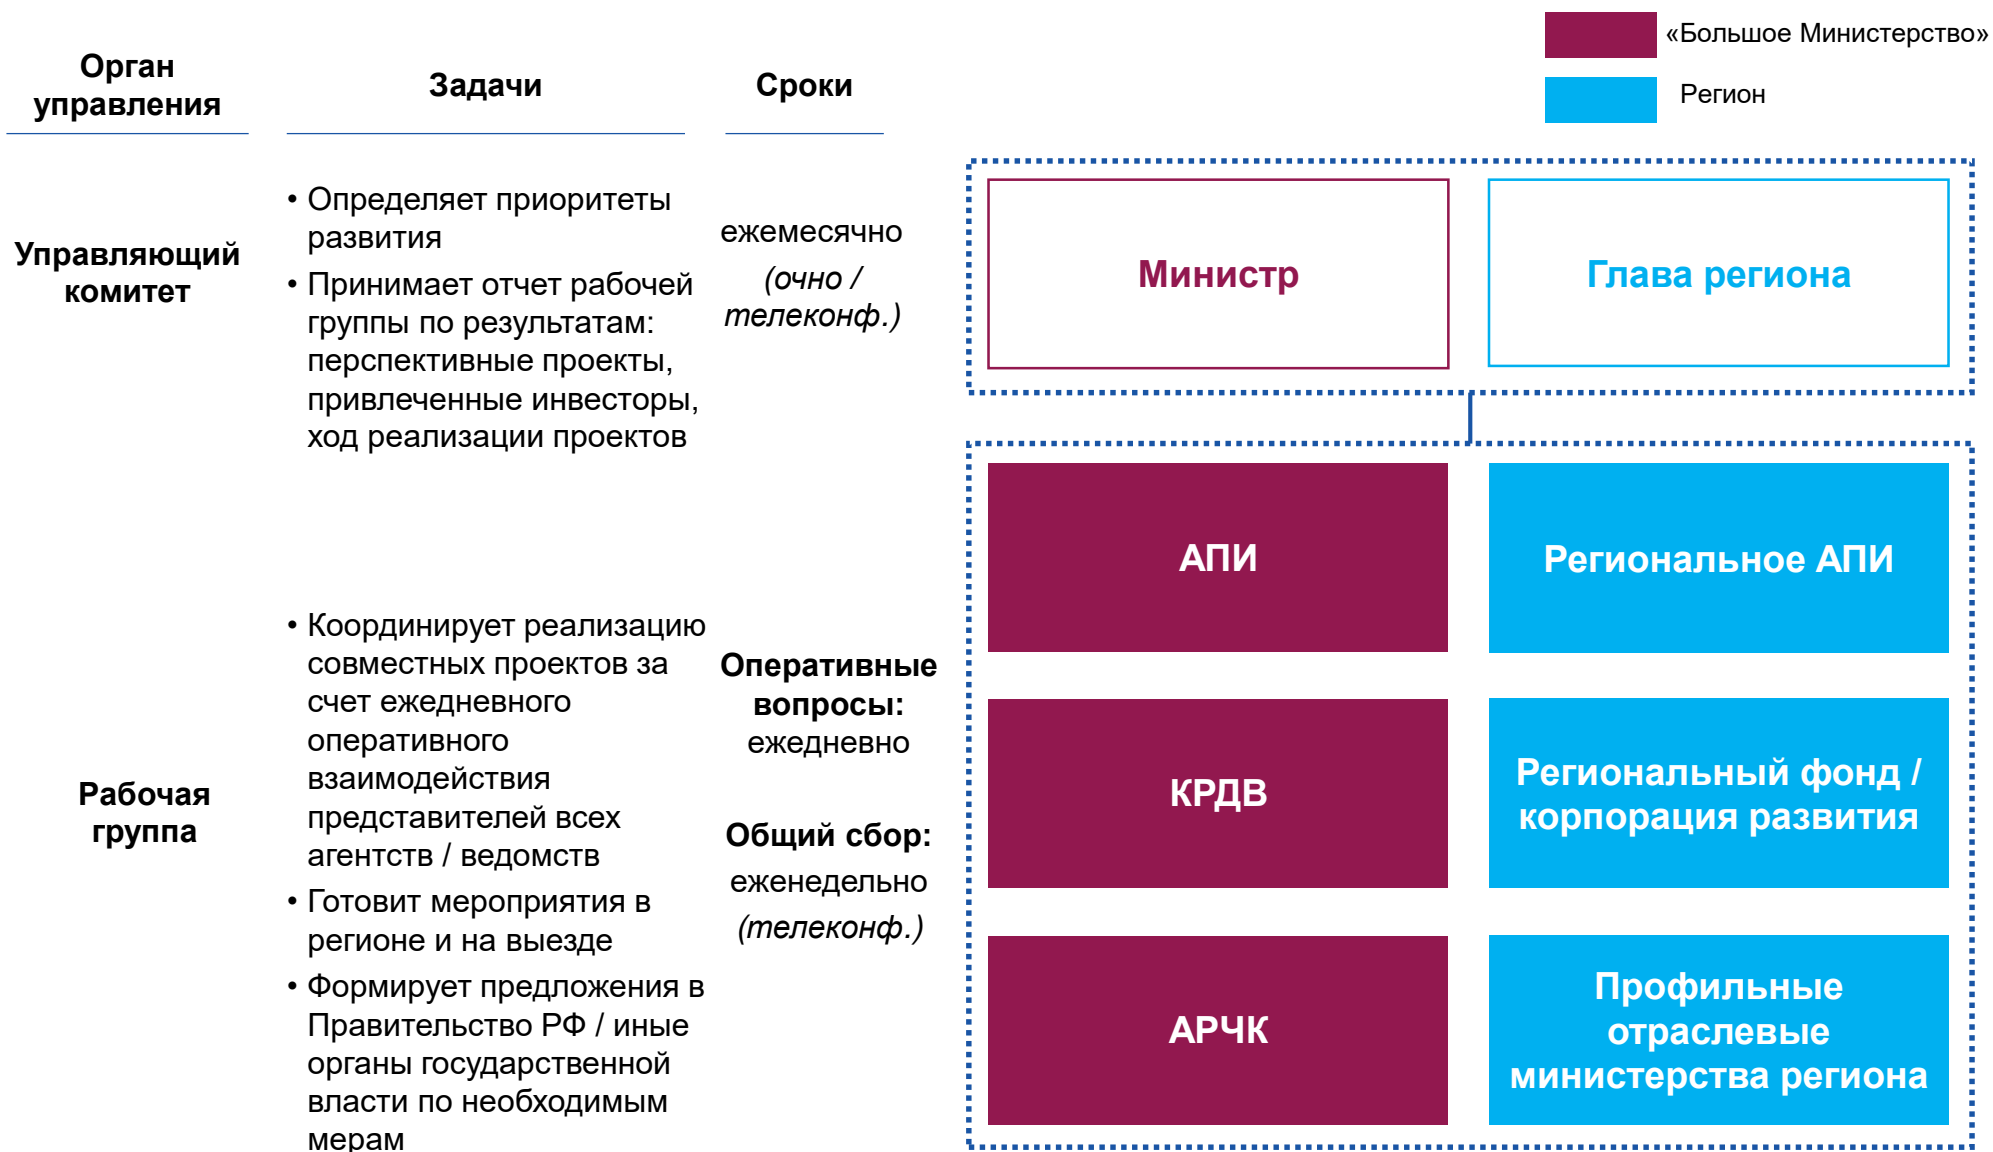 «Большое Министерство»
Регион
Орган
управления
Задачи
Сроки
Управляющий
комитет
• Определяет приоритеты
развития
• Принимает отчет рабочей
группы по результатам:
перспективные проекты,
привлеченные инвесторы,
ход реализации проектов
ежемесячно
(очно /
телеконф.)
Министр
Глава региона
Рабочая
группа
• Координирует реализацию
совместных проектов за
счет ежедневного
оперативного
взаимодействия
представителей всех
агентств / ведомств
• Готовит мероприятия в
регионе и на выезде
• Формирует предложения в
Правительство РФ / иные
органы государственной
власти по необходимым
мерам
Оперативные
вопросы:
ежедневно
Общий сбор:
еженедельно
(телеконф.)
АПИ
Региональное АПИ
КРДВ
Региональный фонд /
корпорация развития
АРЧК
Профильные
отраслевые
министерства региона